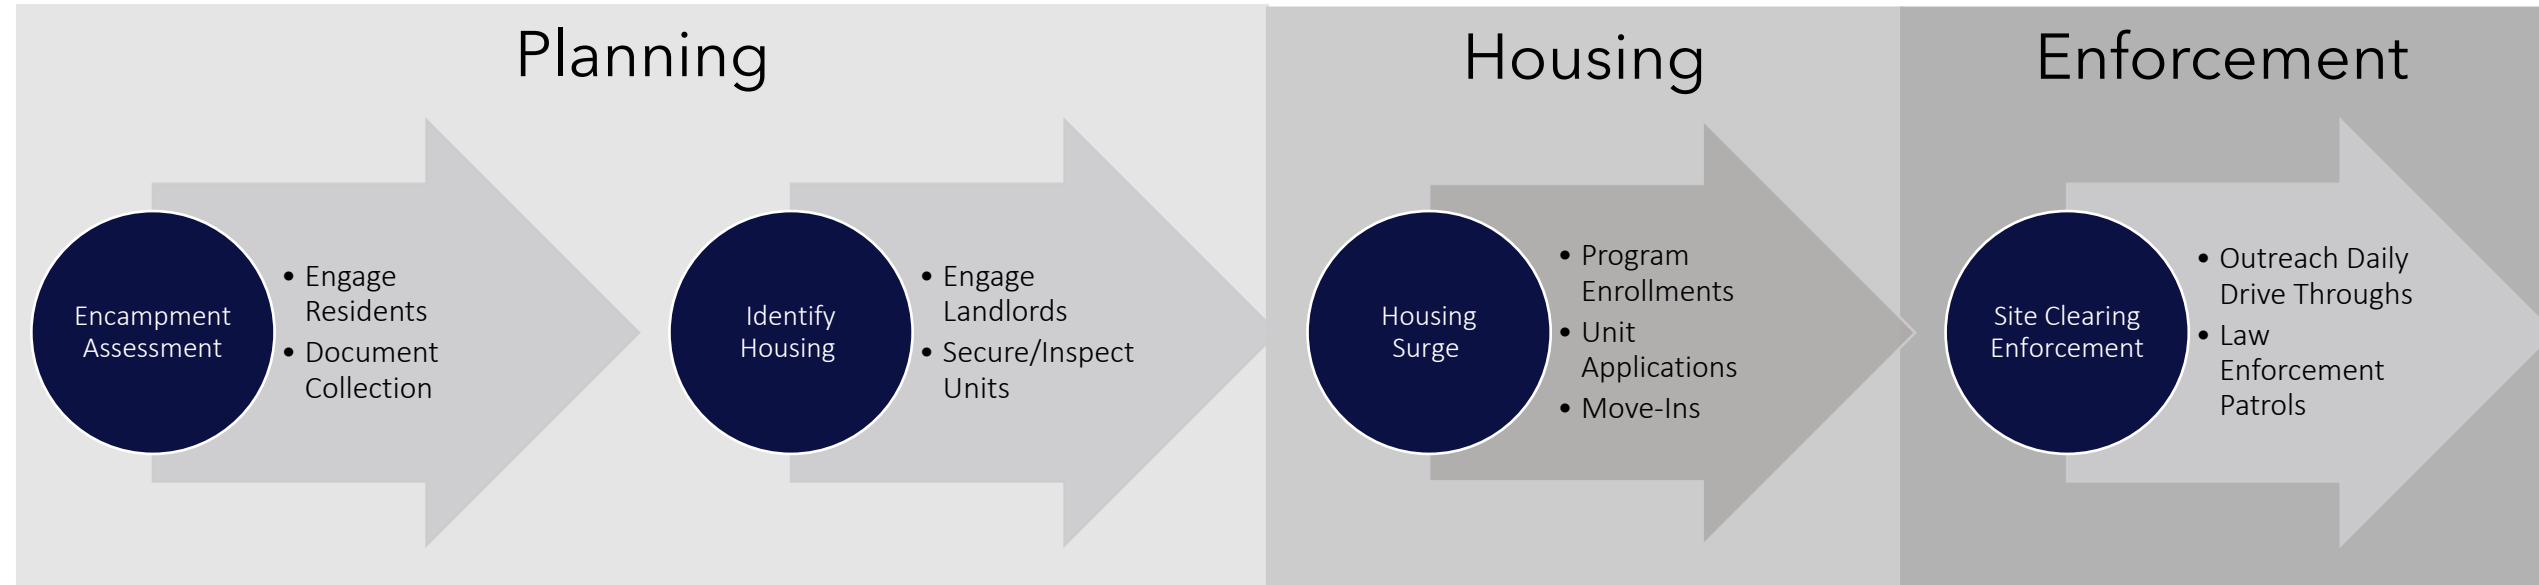 Planning
Encampment
Assessment
• Engage
Residents
• Document
Collection
Identify
Housing
• Engage
Landlords
• Secure/Inspect
Units
Housing
Housing
Surge
• Program
Enrollments
• Unit
Applications
• Move-Ins
Enforcement
Site Clearing
Enforcement
• Outreach Daily
Drive Throughs
• Law
Enforcement
Patrols